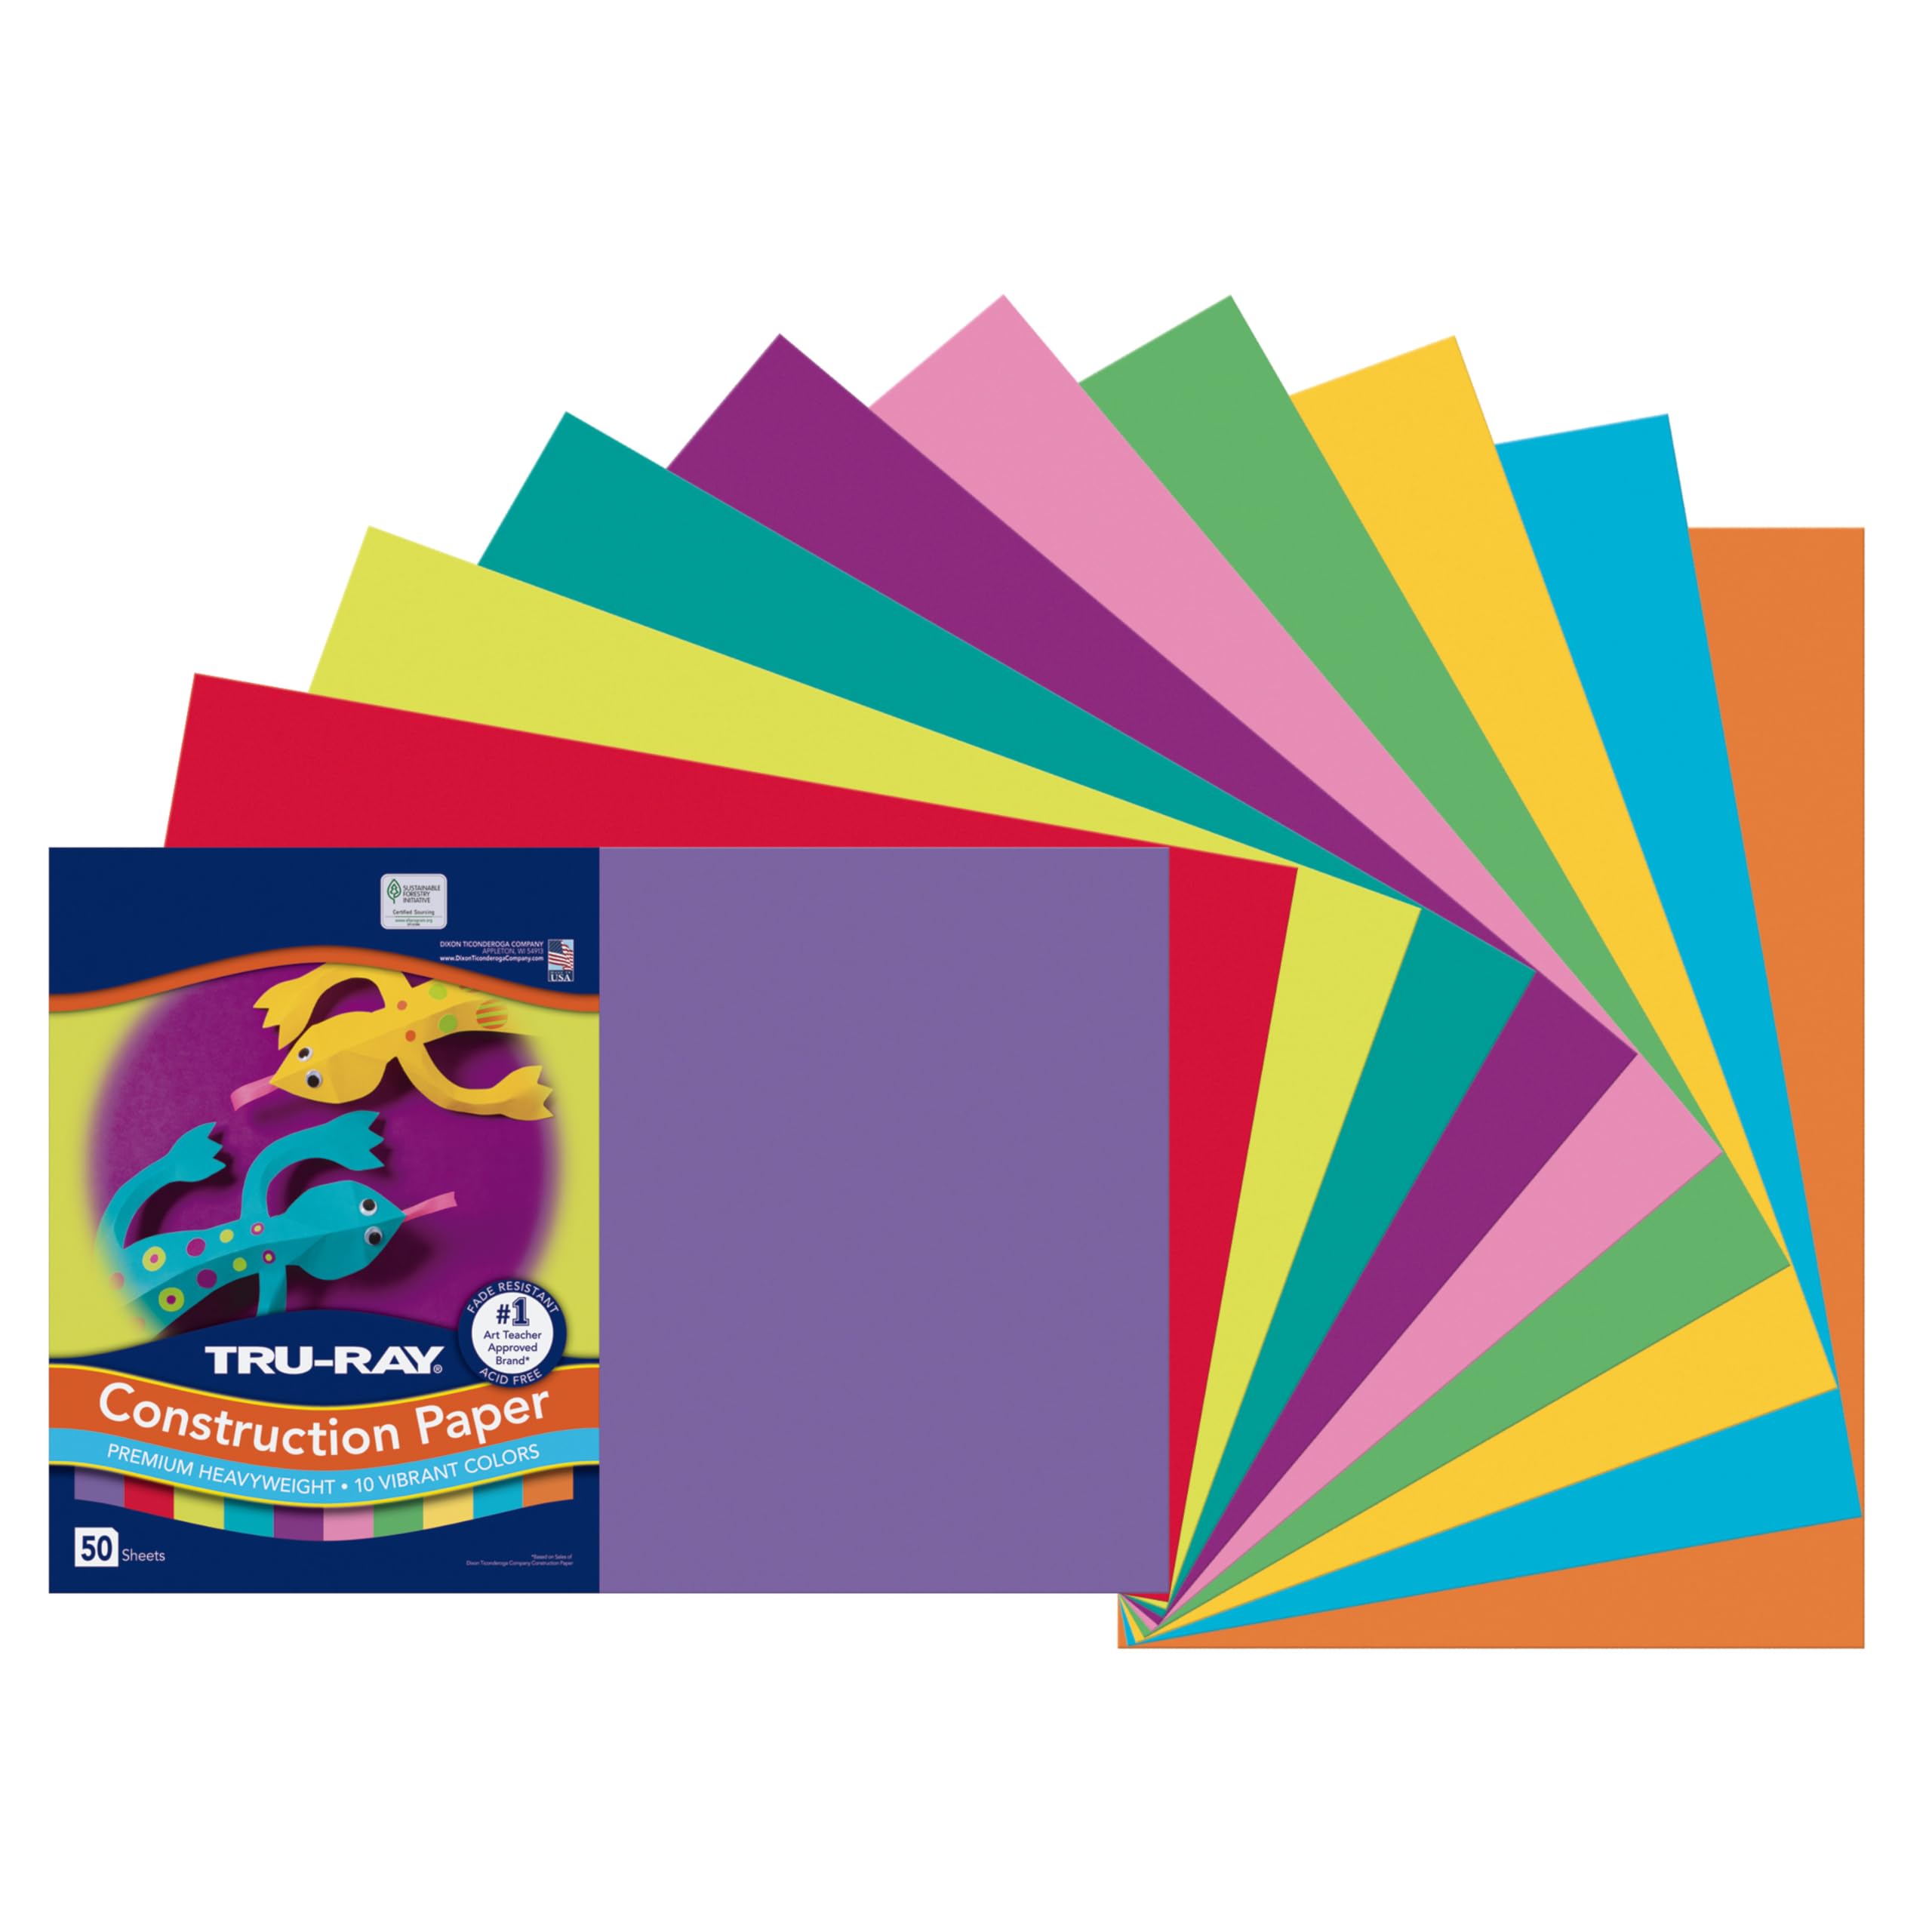 SUSTAINABLE
FORESTRY
INITIATIVE
Certified Sourcing
DIXON TICONDEROGA COMPANY
APPLETON, WI 54913
www.DixonTiconderogaCompany.com
USA
FADE RESISTANT
#1
Art Teacher
Approved
Brand*
ACID FREE
TRU-RAY®
Construction Paper
PREMIUM HEAVYWEIGHT • 10 VIBRANT COLORS
50 Sheets
*Based on Sales of
Dixon Ticonderoga Company Construction Paper